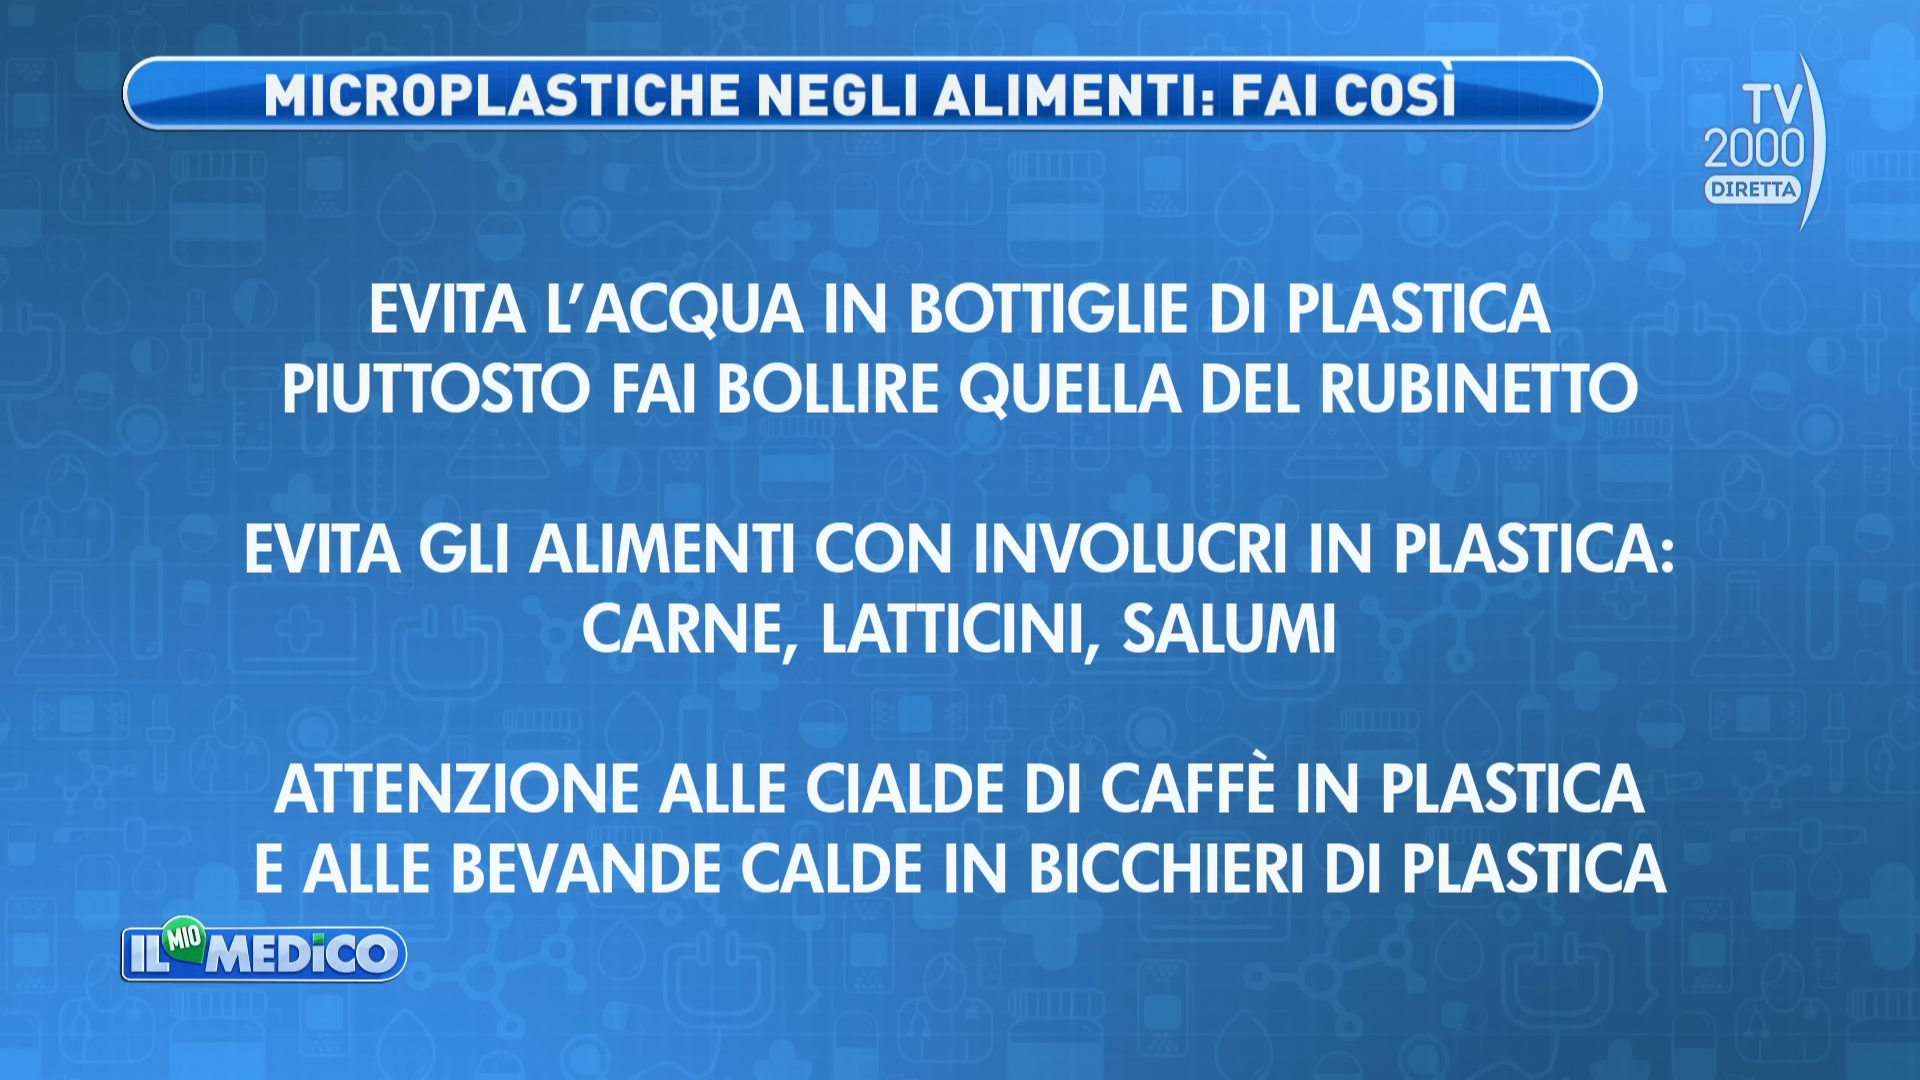 MICROPLASTICHE NEGLI ALIMENTI: FAI COSÌ
TV
2000
DIRETTA
EVITA L'ACQUA IN BOTTIGLIE DI PLASTICA
PIUTTOSTO FAI BOLLIRE QUELLA DEL RUBINETTO
EVITA GLI ALIMENTI CON INVOLUCRI IN PLASTICA:
CARNE, LATTICINI, SALUMI
ATTENZIONE ALLE CIALDE DI CAFFÈ IN PLASTICA
E ALLE BEVANDE CALDE IN BICCHIERI DI PLASTICA
IL MIO MEDICO